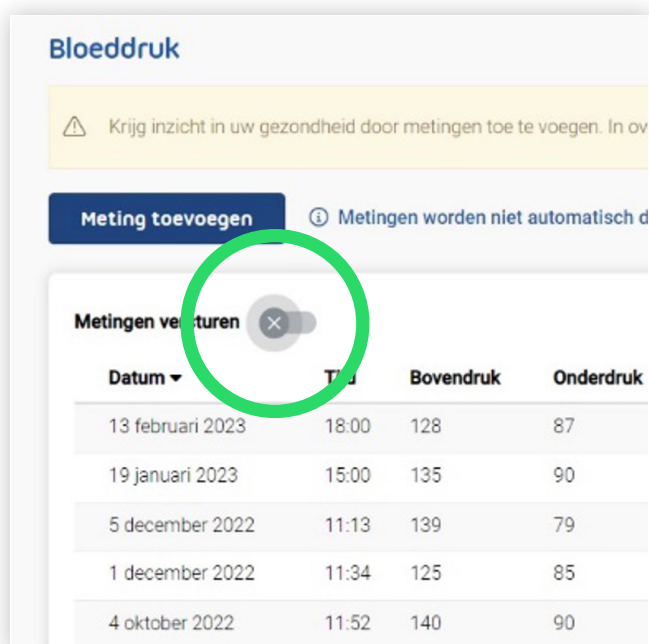 Bloeddruk
Krijg inzicht in uw gezondheid door metingen toe te voegen. In ov
Meting toevoegen
Metingen worden niet automatisch d
Metingen versturen
Datum Tijd Bovendruk Onderdruk
13 februari 2023 18:00 128 87
19 januari 2023 15:00 135 90
5 december 2022 11:13 139 79
1 december 2022 11:34 125 85
4 oktober 2022 11:52 140 90